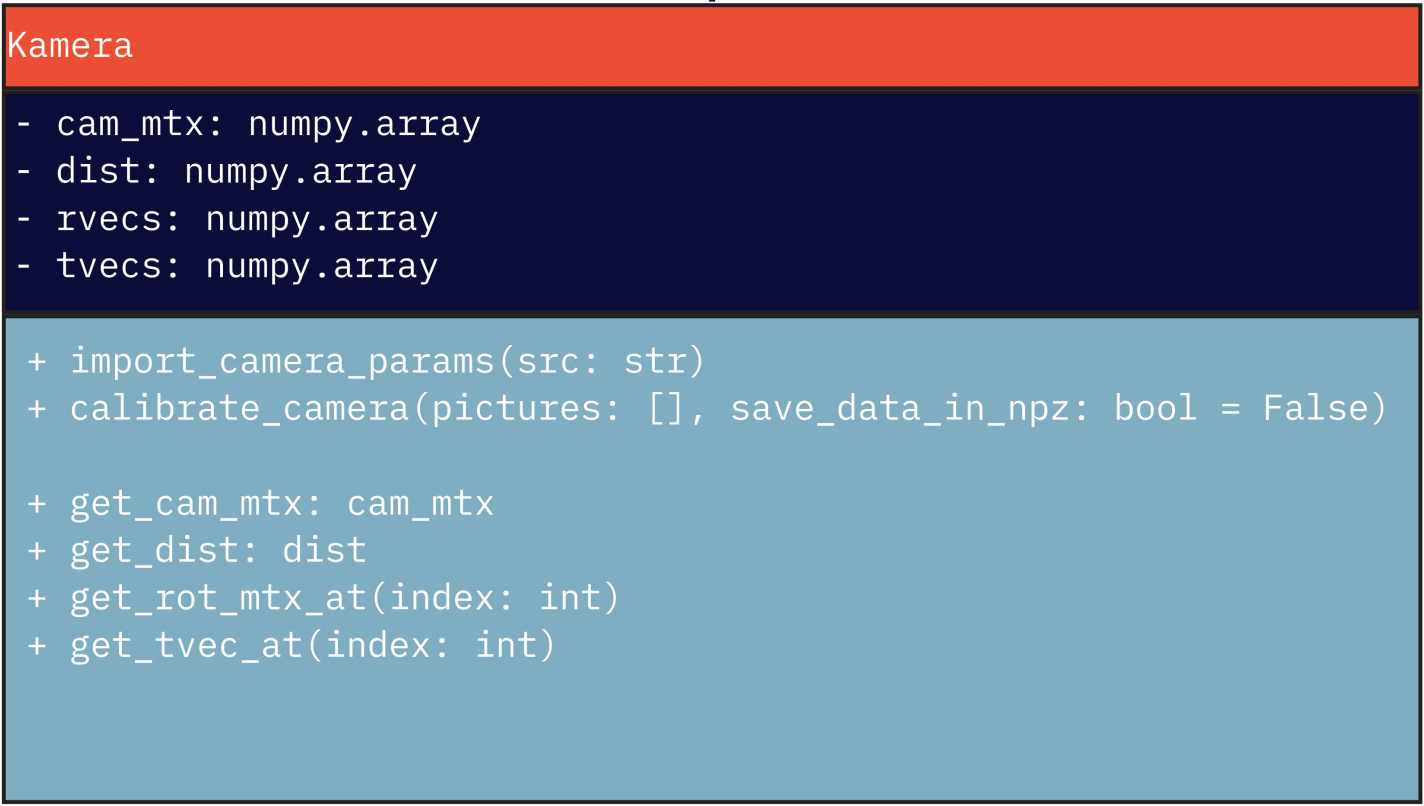 Kamera
- cam_mtx: numpy.array
- dist: numpy.array
- rvecs: numpy.array
- tvecs: numpy.array
+ import_camera_params(src: str)
+ calibrate_camera(pictures: [], save_data_in_npz: bool = False)
+ get_cam_mtx: cam_mtx
+ get_dist: dist
+ get_rot_mtx_at(index: int)
+ get_tvec_at(index: int)